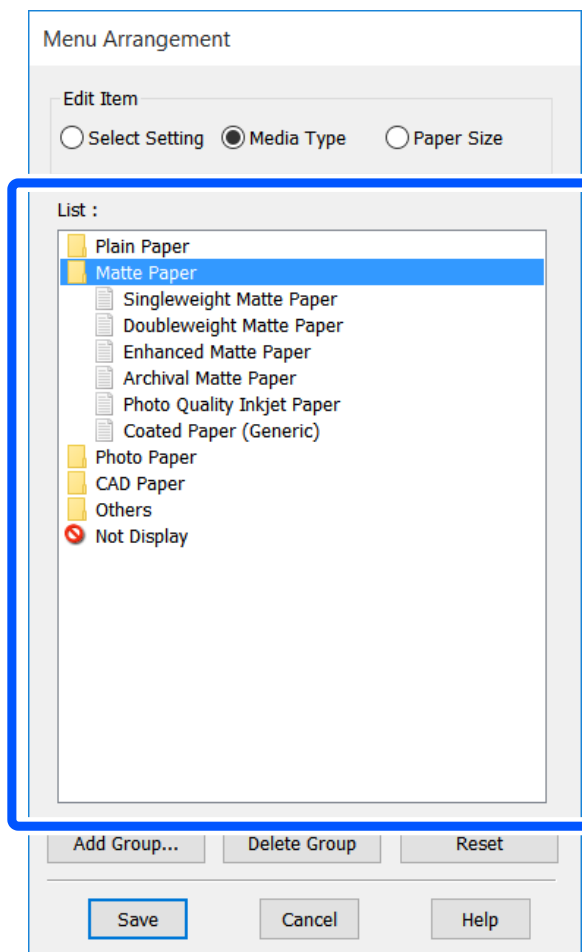 Menu Arrangement
Edit Item
Select Setting Media Type Paper Size
List :
Plain Paper
Matte Paper
Singleweight Matte Paper
Doubleweight Matte Paper
Enhanced Matte Paper
Archival Matte Paper
Photo Quality Inkjet Paper
Coated Paper (Generic)
Photo Paper
CAD Paper
Others
Not Display
Add Group... Delete Group Reset
Save Cancel Help